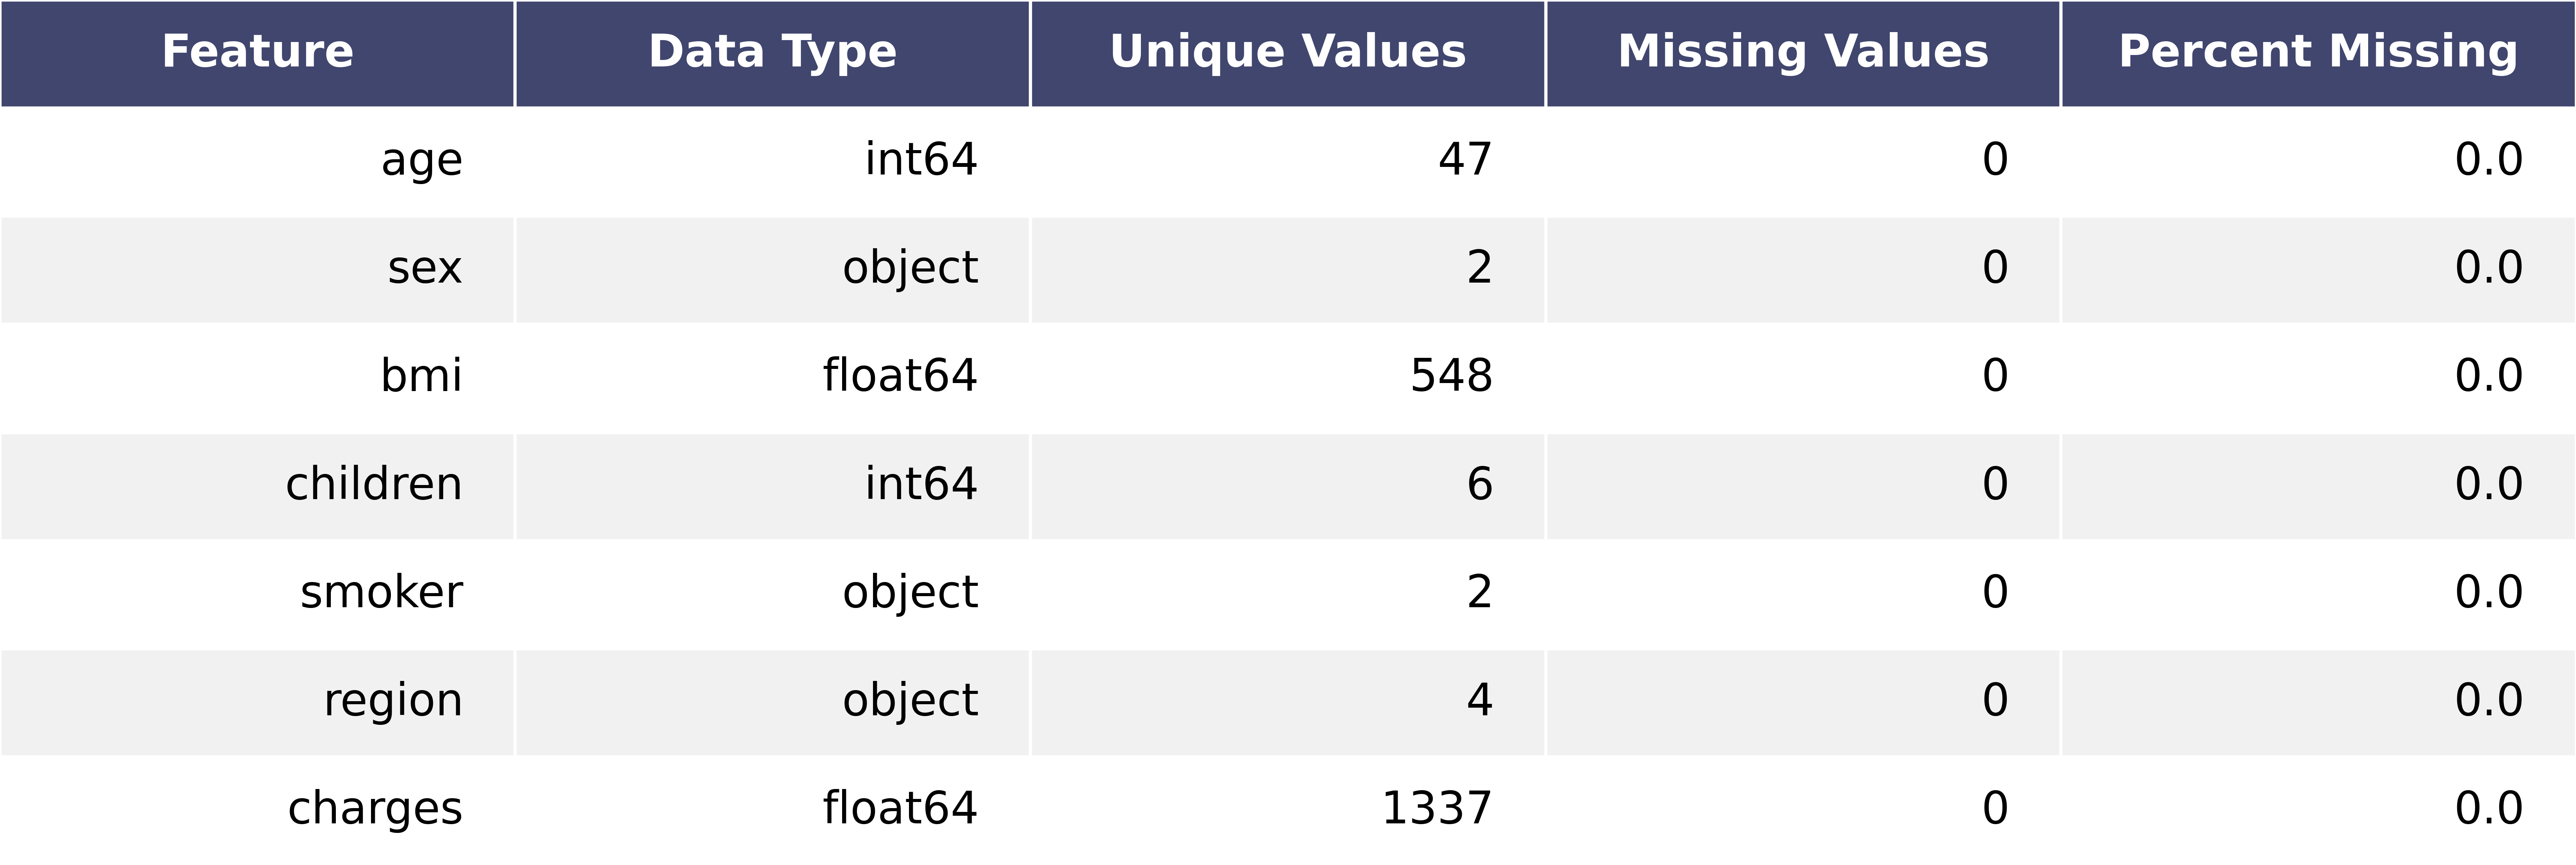 Feature Data Type Unique Values Missing Values Percent Missing
age int64 47 0 0.0
sex object 2 0 0.0
bmi float64 548 0 0.0
children int64 6 0 0.0
smoker object 2 0 0.0
region object 4 0 0.0
charges float64 1337 0 0.0